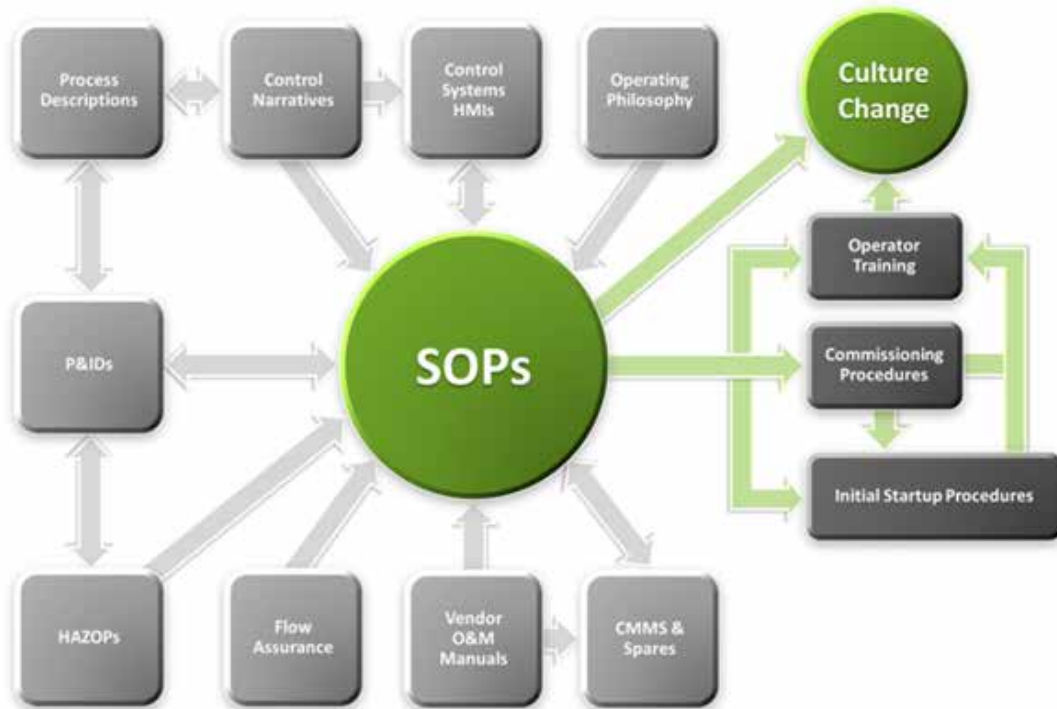 Process
Descriptions
Control
Narratives
Control
Systems
HMIs
Operating
Philosophy
Culture
Change
Operator
Training
SOPs
P&IDs
Commissioning
Procedures
Initial Startup Procedures
HAZOPs
Flow
Assurance
Vendor
O&M
Manuals
CMMS &
Spares